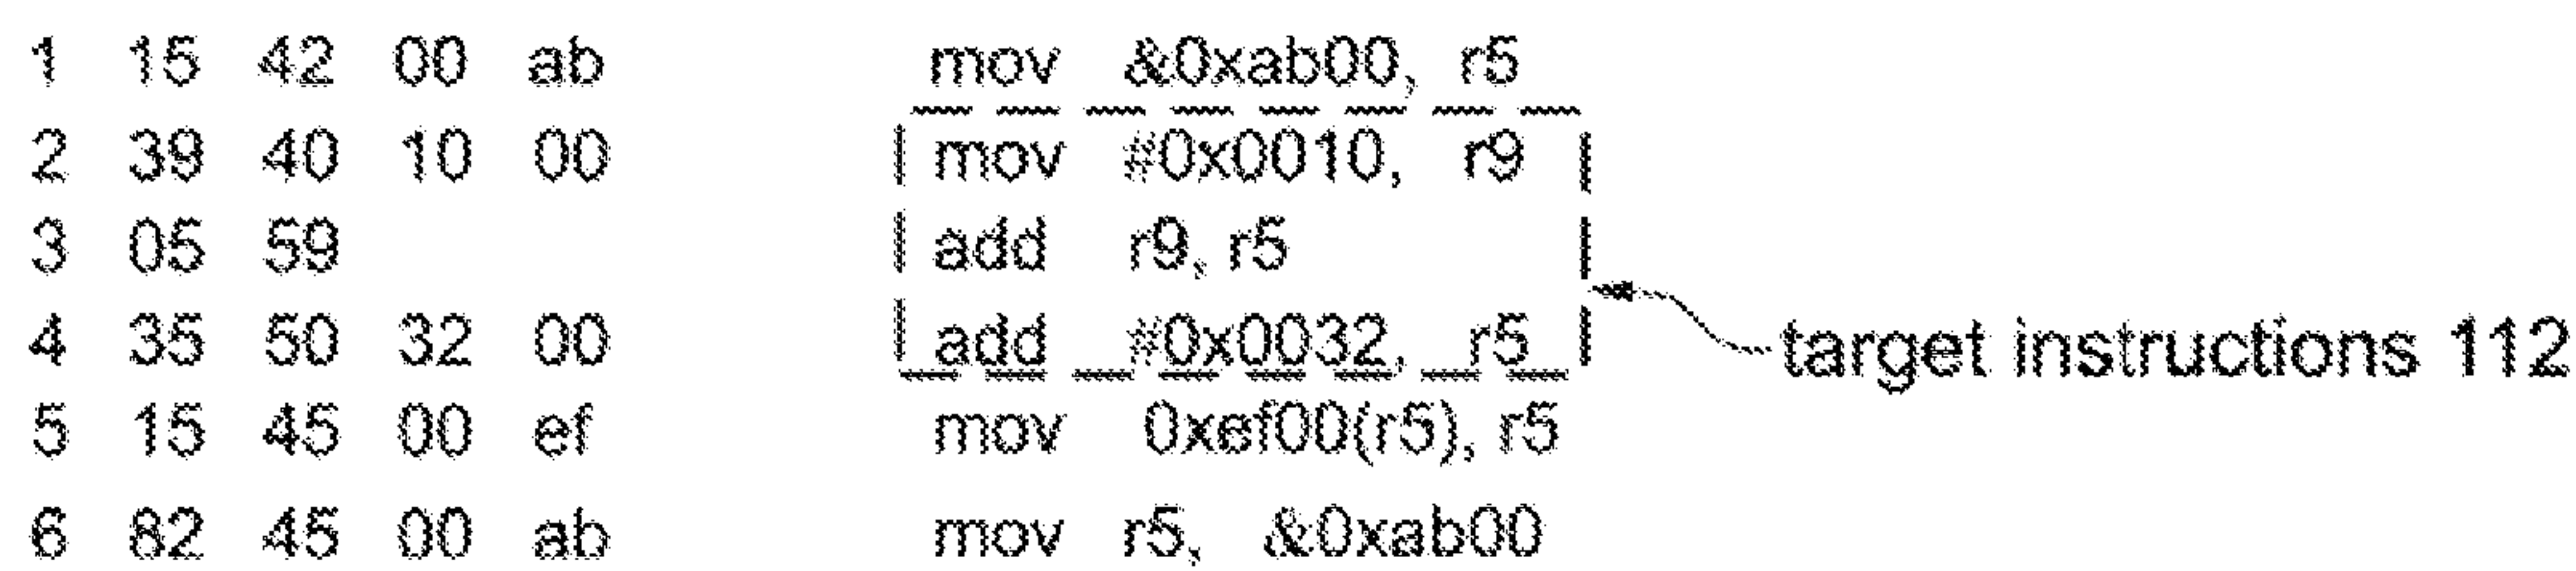 1 15 42 00 ab mov &0xab00, r5
2 39 40 10 00 mov #0x0010, r9
3 05 59 add r9, r5
4 35 50 32 00 add #0x0032, r5
target instructions 112
5 15 45 00 ef mov 0xef00(r5), r5
6 82 45 00 ab mov r5, &0xab00